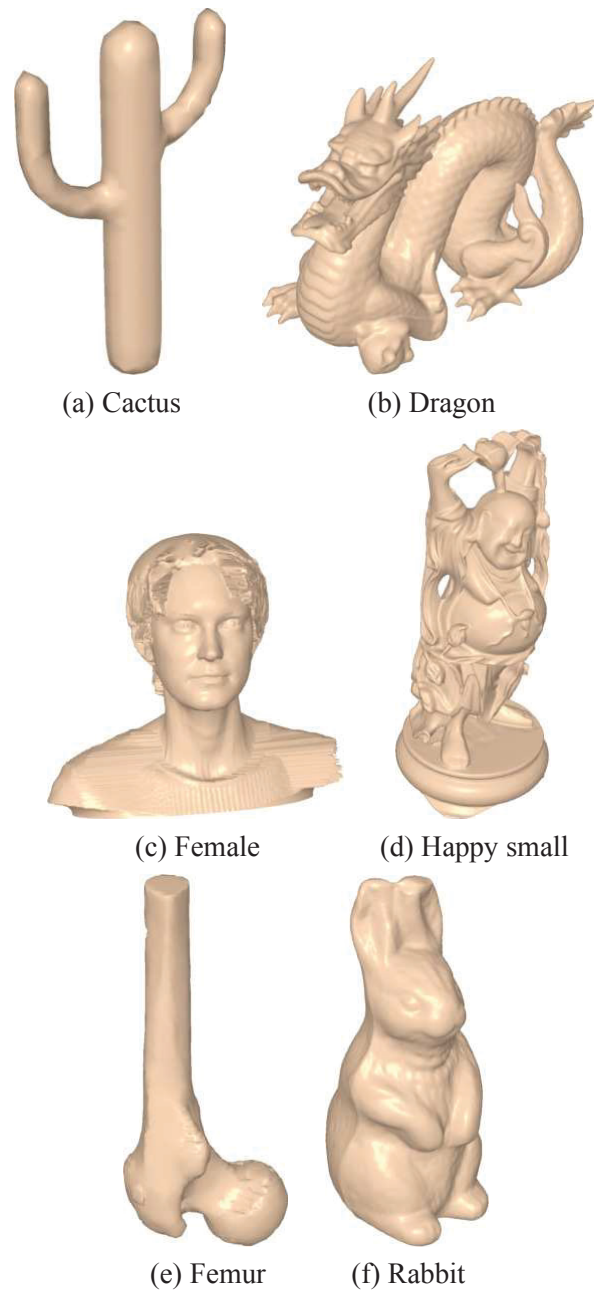 (a) Cactus
(b) Dragon
(c) Female
(d) Happy small
(e) Femur
(f) Rabbit